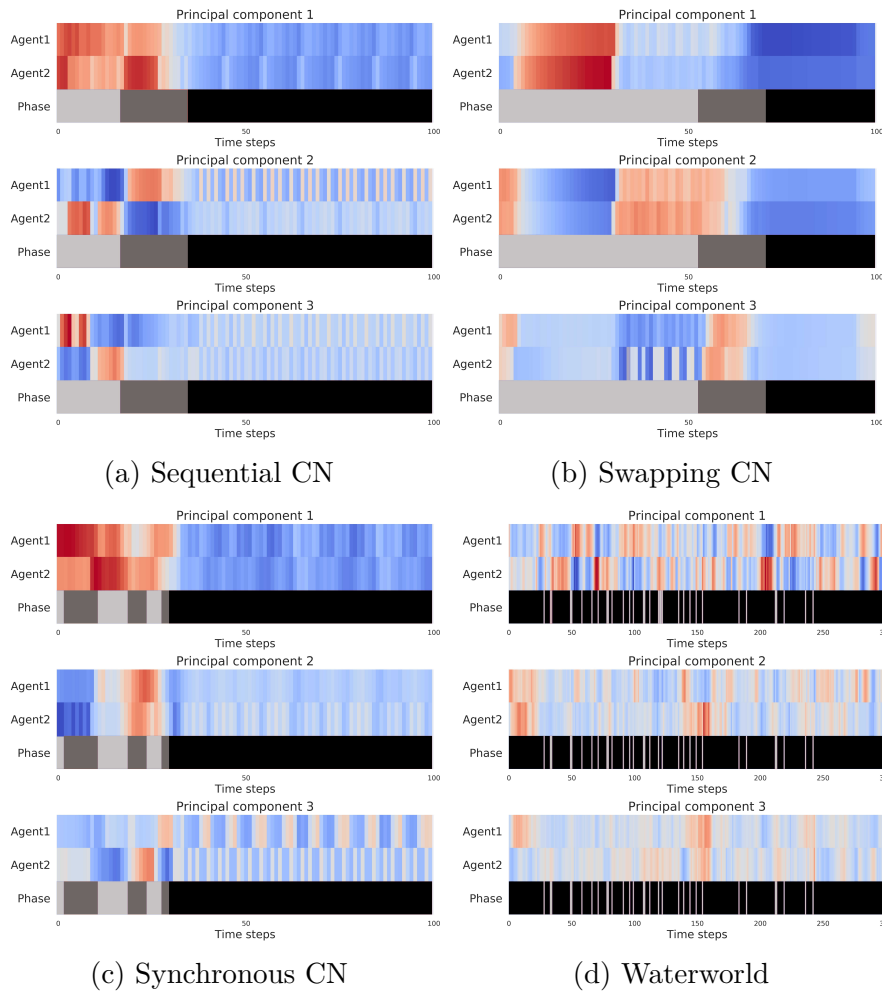 Principal component 1
Agent1
Agent2
Phase
0 50 100
Time steps
Principal component 2
Agent1
Agent2
Phase
0 50 100
Time steps
Principal component 3
Agent1
Agent2
Phase
0 50 100
Time steps
(a) Sequential CN
Principal component 1
Agent1
Agent2
Phase
0 50 100
Time steps
Principal component 2
Agent1
Agent2
Phase
0 50 100
Time steps
Principal component 3
Agent1
Agent2
Phase
0 50 100
Time steps
(b) Swapping CN
Principal component 1
Agent1
Agent2
Phase
0 50 100
Time steps
Principal component 2
Agent1
Agent2
Phase
0 50 100
Time steps
Principal component 3
Agent1
Agent2
Phase
0 50 100
Time steps
(c) Synchronous CN
Principal component 1
Agent1
Agent2
Phase
0 50 100 150 200 250
Time steps
Principal component 2
Agent1
Agent2
Phase
0 50 100 150 200 250
Time steps
Principal component 3
Agent1
Agent2
Phase
0 50 100 150 200 250
Time steps
(d) Waterworld